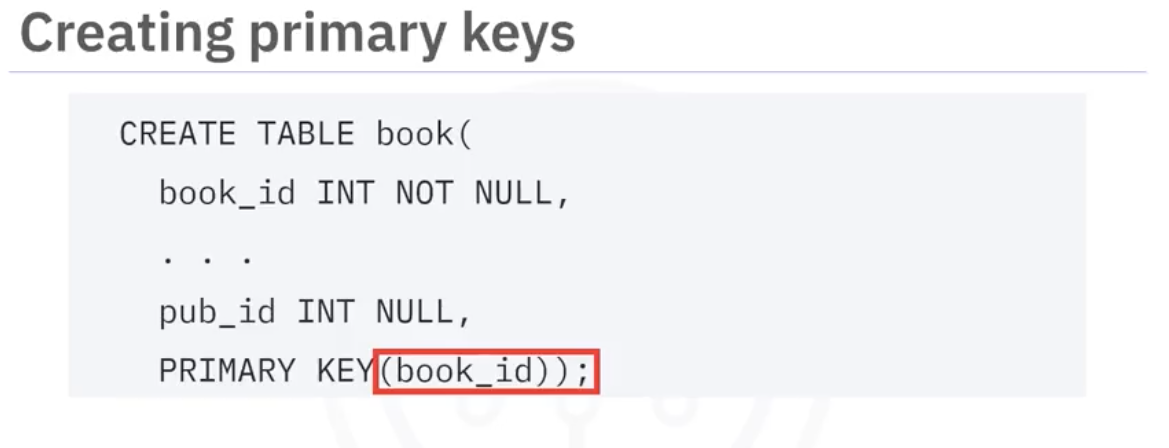 Creating primary keys
CREATE TABLE book(
book_id INT NOT NULL,
. . .
pub_id INT NULL,
PRIMARY KEY(book_id));